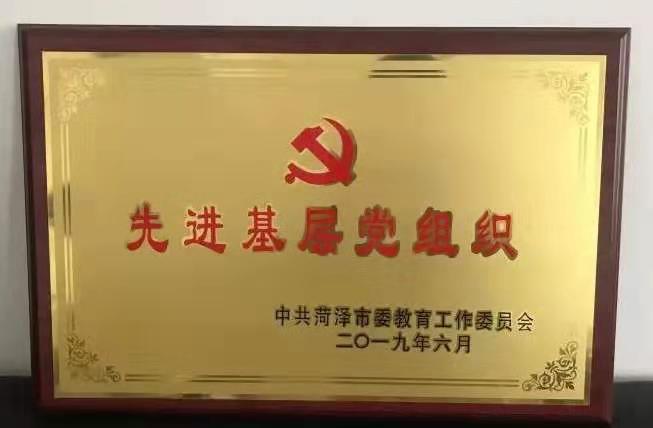 先进基层党组织
中共菏泽市委教育工作委员会
二〇一九年六月